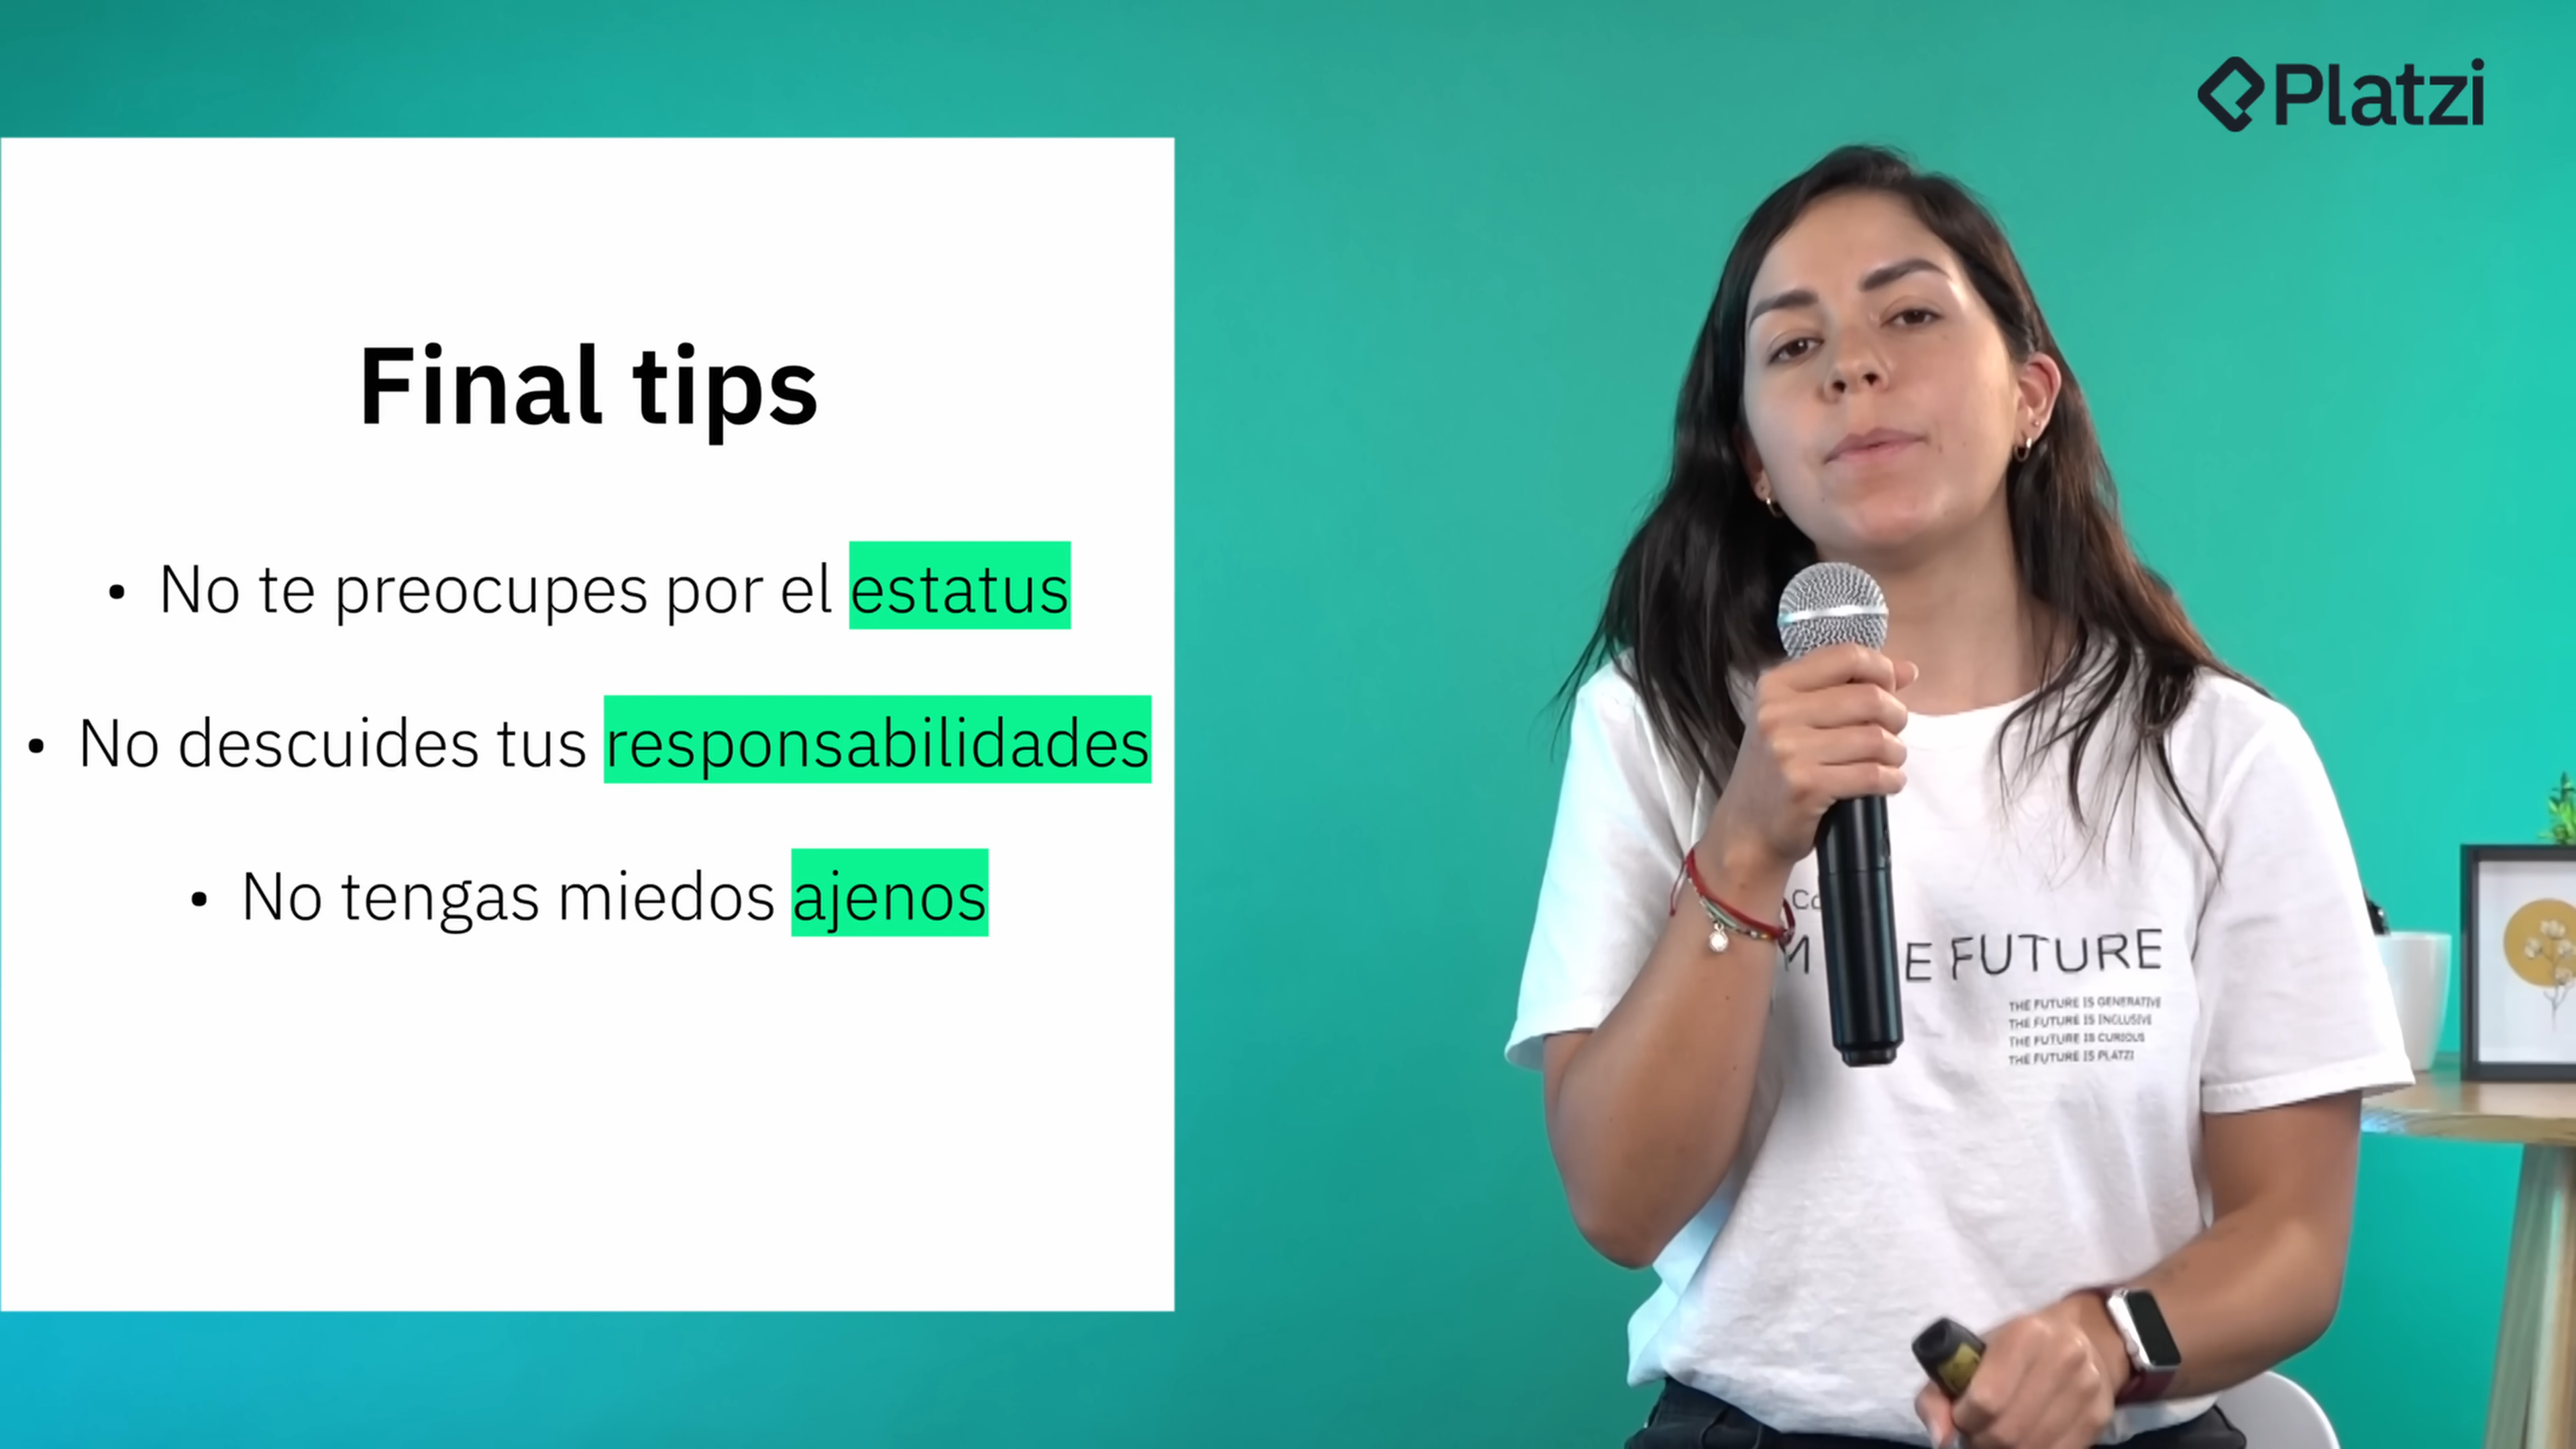 Platzi
Final tips
• No te preocupes por el estatus
• No descuides tus responsabilidades
• No tengas miedos ajenos
E FUTURE
THE FUTURE IS GENERATIVE
THE FUTURE IS INCLUSIVE
THE FUTURE IS CURIOUS
THE FUTURE IS PLATZI